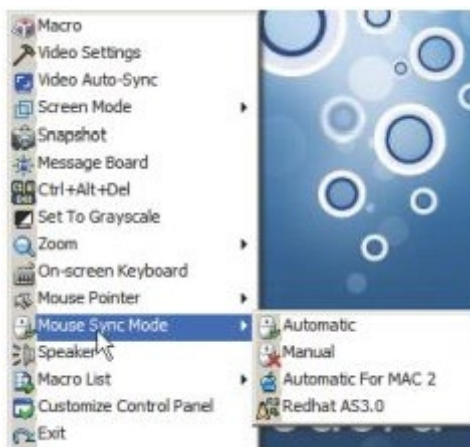 Macro
Video Settings
Video Auto-Sync
Screen Mode
Snapshot
Message Board
Ctrl+Alt+Del
Set To Grayscale
Zoom
On-screen Keyboard
Mouse Pointer
Mouse Sync Mode
Automatic
Speaker
Manual
Macro List
Automatic For MAC 2
Customize Control Panel
Redhat AS3.0
Exit